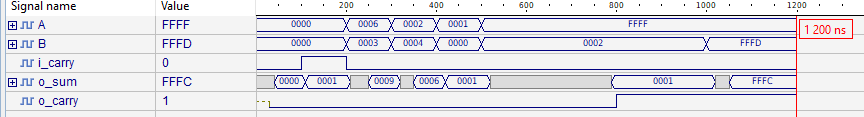 Signal name Value 200 400 600 800 1000 1200
A FFFF 0000 0006 0002 0001 FFFF
1 200 ns
B FFFD 0000 0003 0004 0000 0002 FFFD
i_carry 0
o_sum FFFC 0000 0001 0009 0006 0001 0001 FFFC
o_carry 1